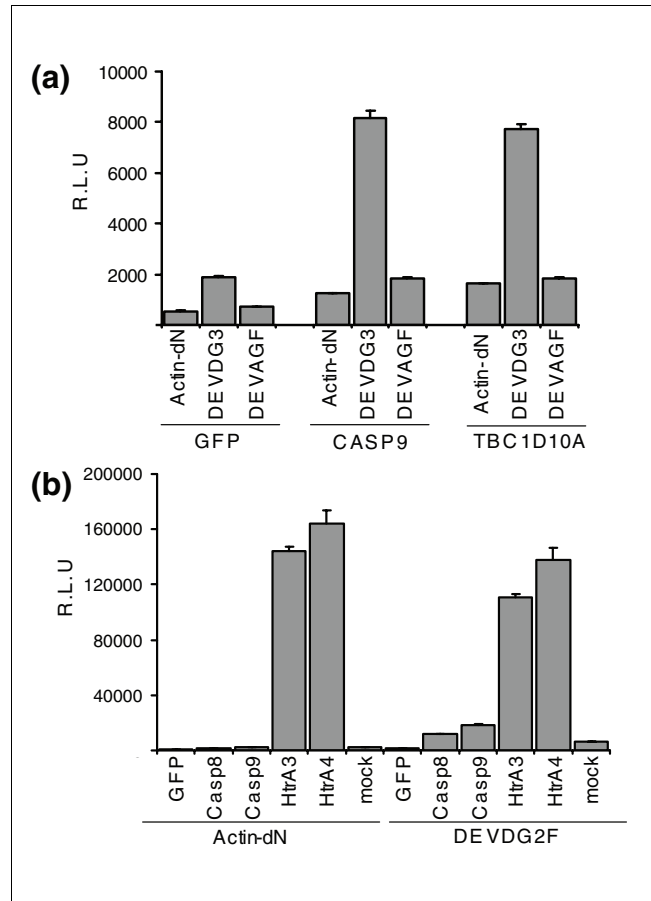 (a)
R.L.U
10000
8000
6000
4000
2000
Actin-dN
DEVDG3
DEVAGF
Actin-dN
DEVDG3
DEVAGF
Actin-dN
DEVDG3
DEVAGF
GFP
CASP9
TBC1D10A
(b)
R.L.U
200000
160000
120000
80000
40000
GFP
Casp8
Casp9
HtrA3
HtrA4
mock
GFP
Casp8
Casp9
HtrA3
HtrA4
mock
Actin-dN
DEVDG2F